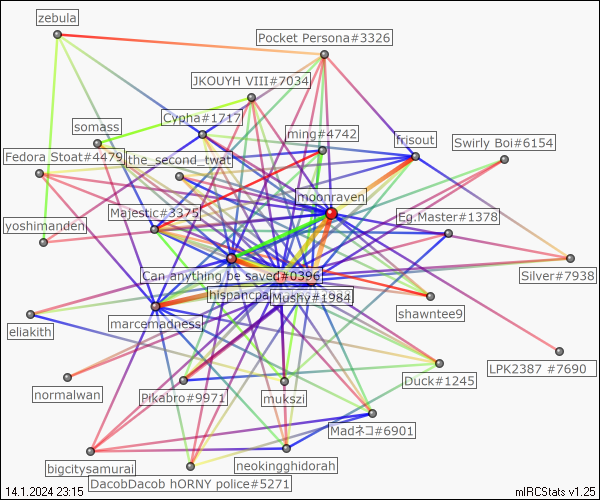 zebula
Pocket Persona#3326
JKOUYH VIII#7034
Cypha#1717
somass
ming#4742
frisout
Swirly Boi#6154
Fedora Stoat#4479
the_second_twat
moonraven
Majestic#3375
Eg.Master#1378
yoshimanden
Can anything be saved#0396
Silver#7938
Mushy#1984
shawntee9
eliakith
marcemadness
LPK2387 #7690
Duck#1245
normalwan
Pikabro#9971
mukszi
Madネコ#6901
bigcitysamurai
neokingghidorah
DacobDacob hORNY police#5271
14.1.2024 23:15
mIRCStats v1.25